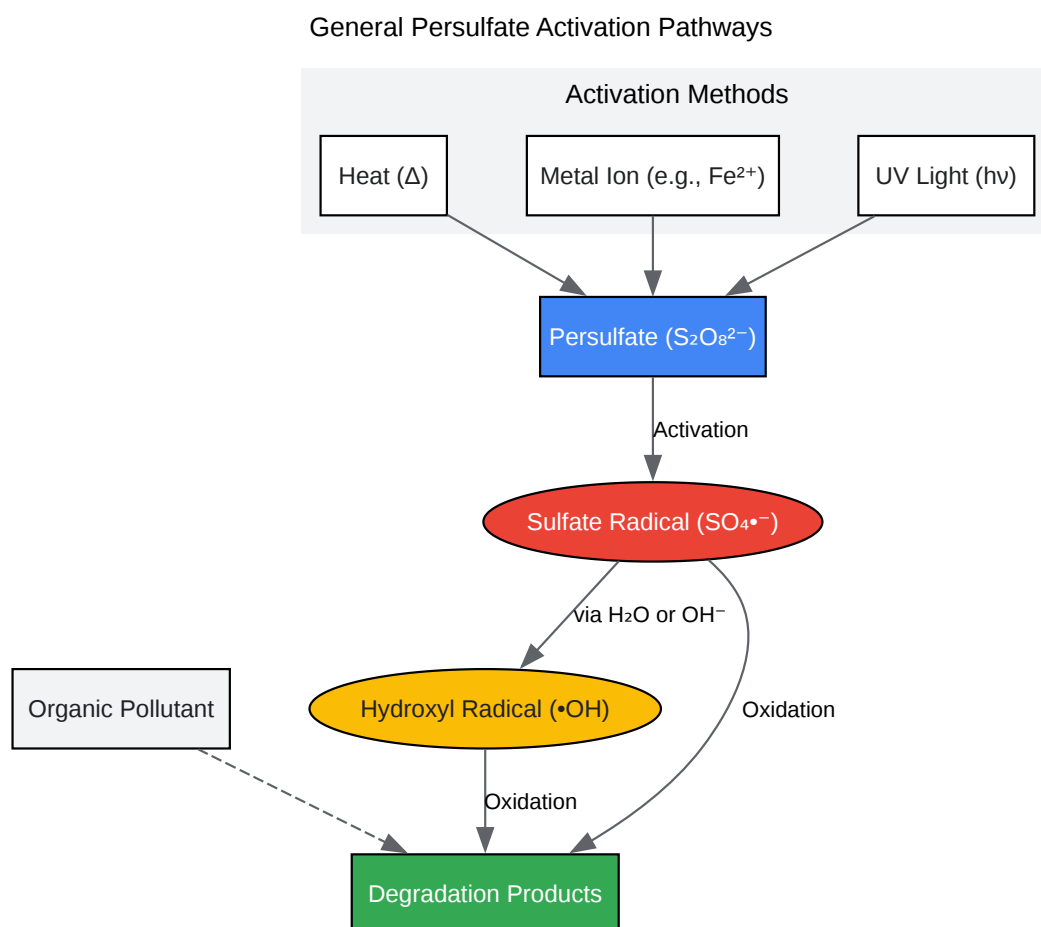 General Persulfate Activation Pathways
Activation Methods
Heat (Δ)
Metal Ion (e.g., Fe²⁺)
UV Light (hν)
Persulfate (S₂O₈²⁻)
Activation
Sulfate Radical (SO₄•⁻)
via H₂O or OH⁻
Organic Pollutant
Hydroxyl Radical (•OH)
Oxidation
Oxidation
Degradation Products